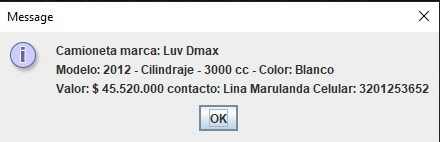 Message
Camioneta marca: Luv Dmax
Modelo: 2012 - Cilindraje - 3000 cc - Color: Blanco
Valor: $ 45.520.000 contacto: Lina Marulanda Celular: 3201253652
OK